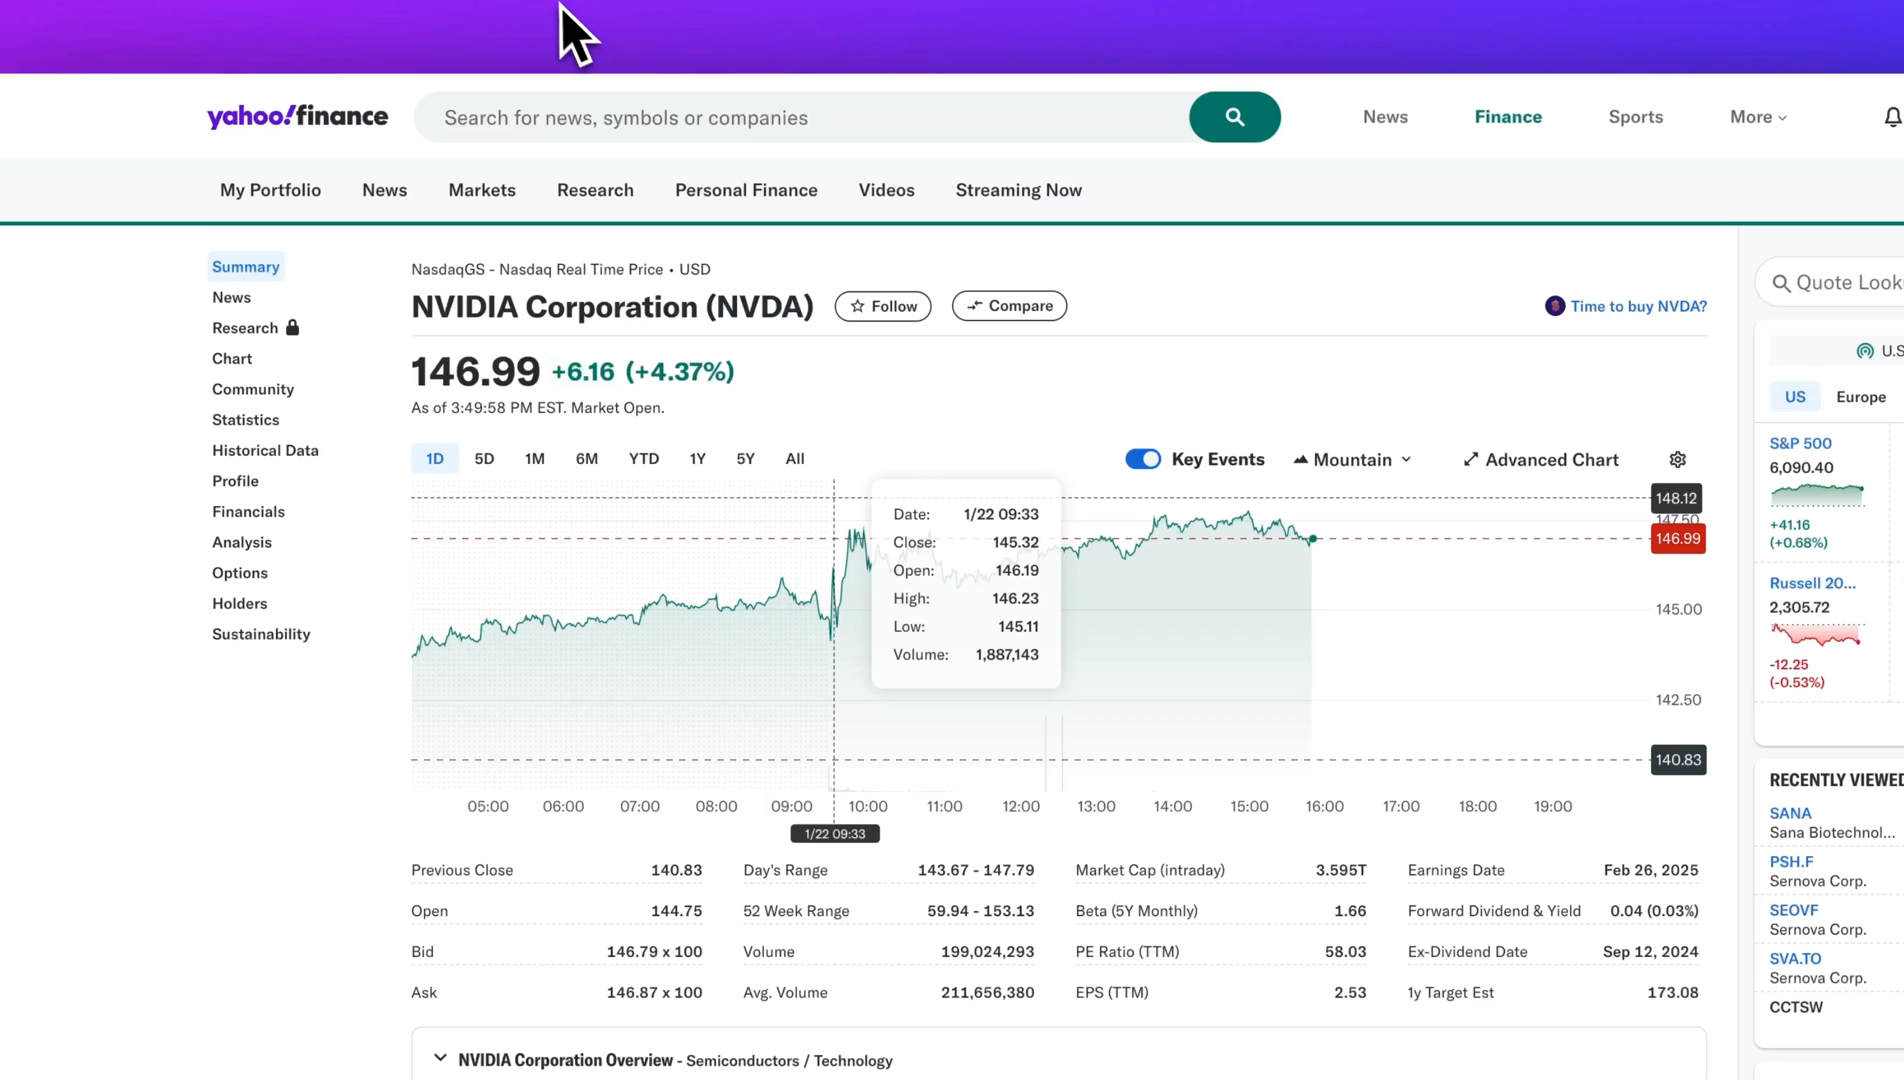 yahoo!finance
Search for news, symbols or companies
News Finance Sports More
My Portfolio News Markets Research Personal Finance Videos Streaming Now
Summary
News
Research
Chart
Community
Statistics
Historical Data
Profile
Financials
Analysis
Options
Holders
Sustainability
NasdaqGS - Nasdaq Real Time Price • USD
NVIDIA Corporation (NVDA) Follow Compare
Time to buy NVDA?
146.99 +6.16 (+4.37%)
As of 3:49:58 PM EST. Market Open.
1D 5D 1M 6M YTD 1Y 5Y All
Key Events Mountain Advanced Chart
Date: 1/22 09:33
Close: 145.32
Open: 146.19
High: 146.23
Low: 145.11
Volume: 1,887,143
148.12
147.50
146.99
145.00
142.50
140.83
05:00 06:00 07:00 08:00 09:00 10:00 11:00 12:00 13:00 14:00 15:00 16:00 17:00 18:00 19:00
1/22 09:33
Previous Close 140.83 Day's Range 143.67 - 147.79 Market Cap (intraday) 3.595T Earnings Date Feb 26, 2025
Open 144.75 52 Week Range 59.94 - 153.13 Beta (5Y Monthly) 1.66 Forward Dividend & Yield 0.04 (0.03%)
Bid 146.79 x 100 Volume 199,024,293 PE Ratio (TTM) 58.03 Ex-Dividend Date Sep 12, 2024
Ask 146.87 x 100 Avg. Volume 211,656,380 EPS (TTM) 2.53 1y Target Est 173.08
NVIDIA Corporation Overview - Semiconductors / Technology
Quote
U.S
US Europe
S&P 500
6,090.40
+41.16
(+0.68%)
Russell 20...
2,305.72
-12.25
(-0.53%)
RECENTLY VIEWED
SANA
Sana Biotechnol...
PSH.F
Sernova Corp.
SEOVF
Sernova Corp.
SVA.TO
Sernova Corp.
CCTSW